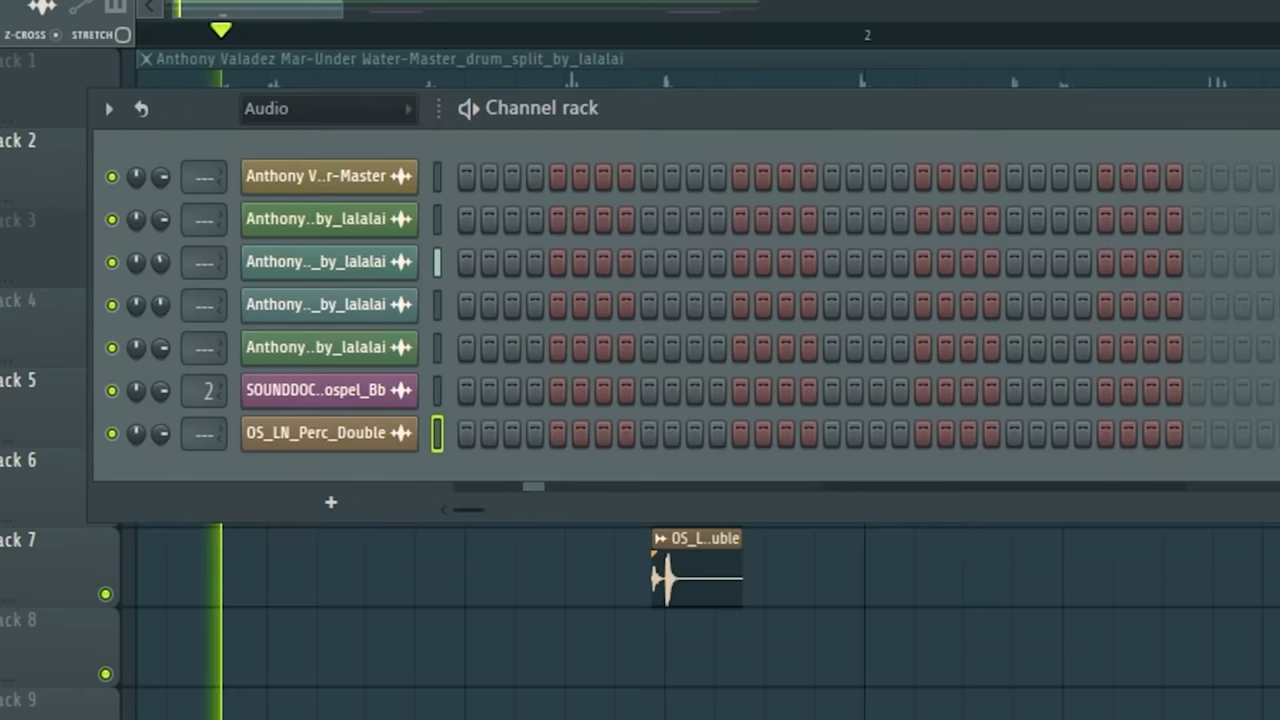 Z-CROSS STRETCH
2
ack 1
Anthony Valadez Mar-Under Water-Master_drum_split_by_lalalai
Audio
Channel rack
ack 2
Anthony V..r-Master
ack 3
Anthony..by_lalalai
Anthony.._by_lalalai
ack 4
Anthony.._by_lalalai
Anthony..by_lalalai
ack 5
2 SOUNDDOC..ospel_Bb
OS_LN_Perc_Double
ack 6
+
ack 7
OS_L..uble
ack 8
ack 9